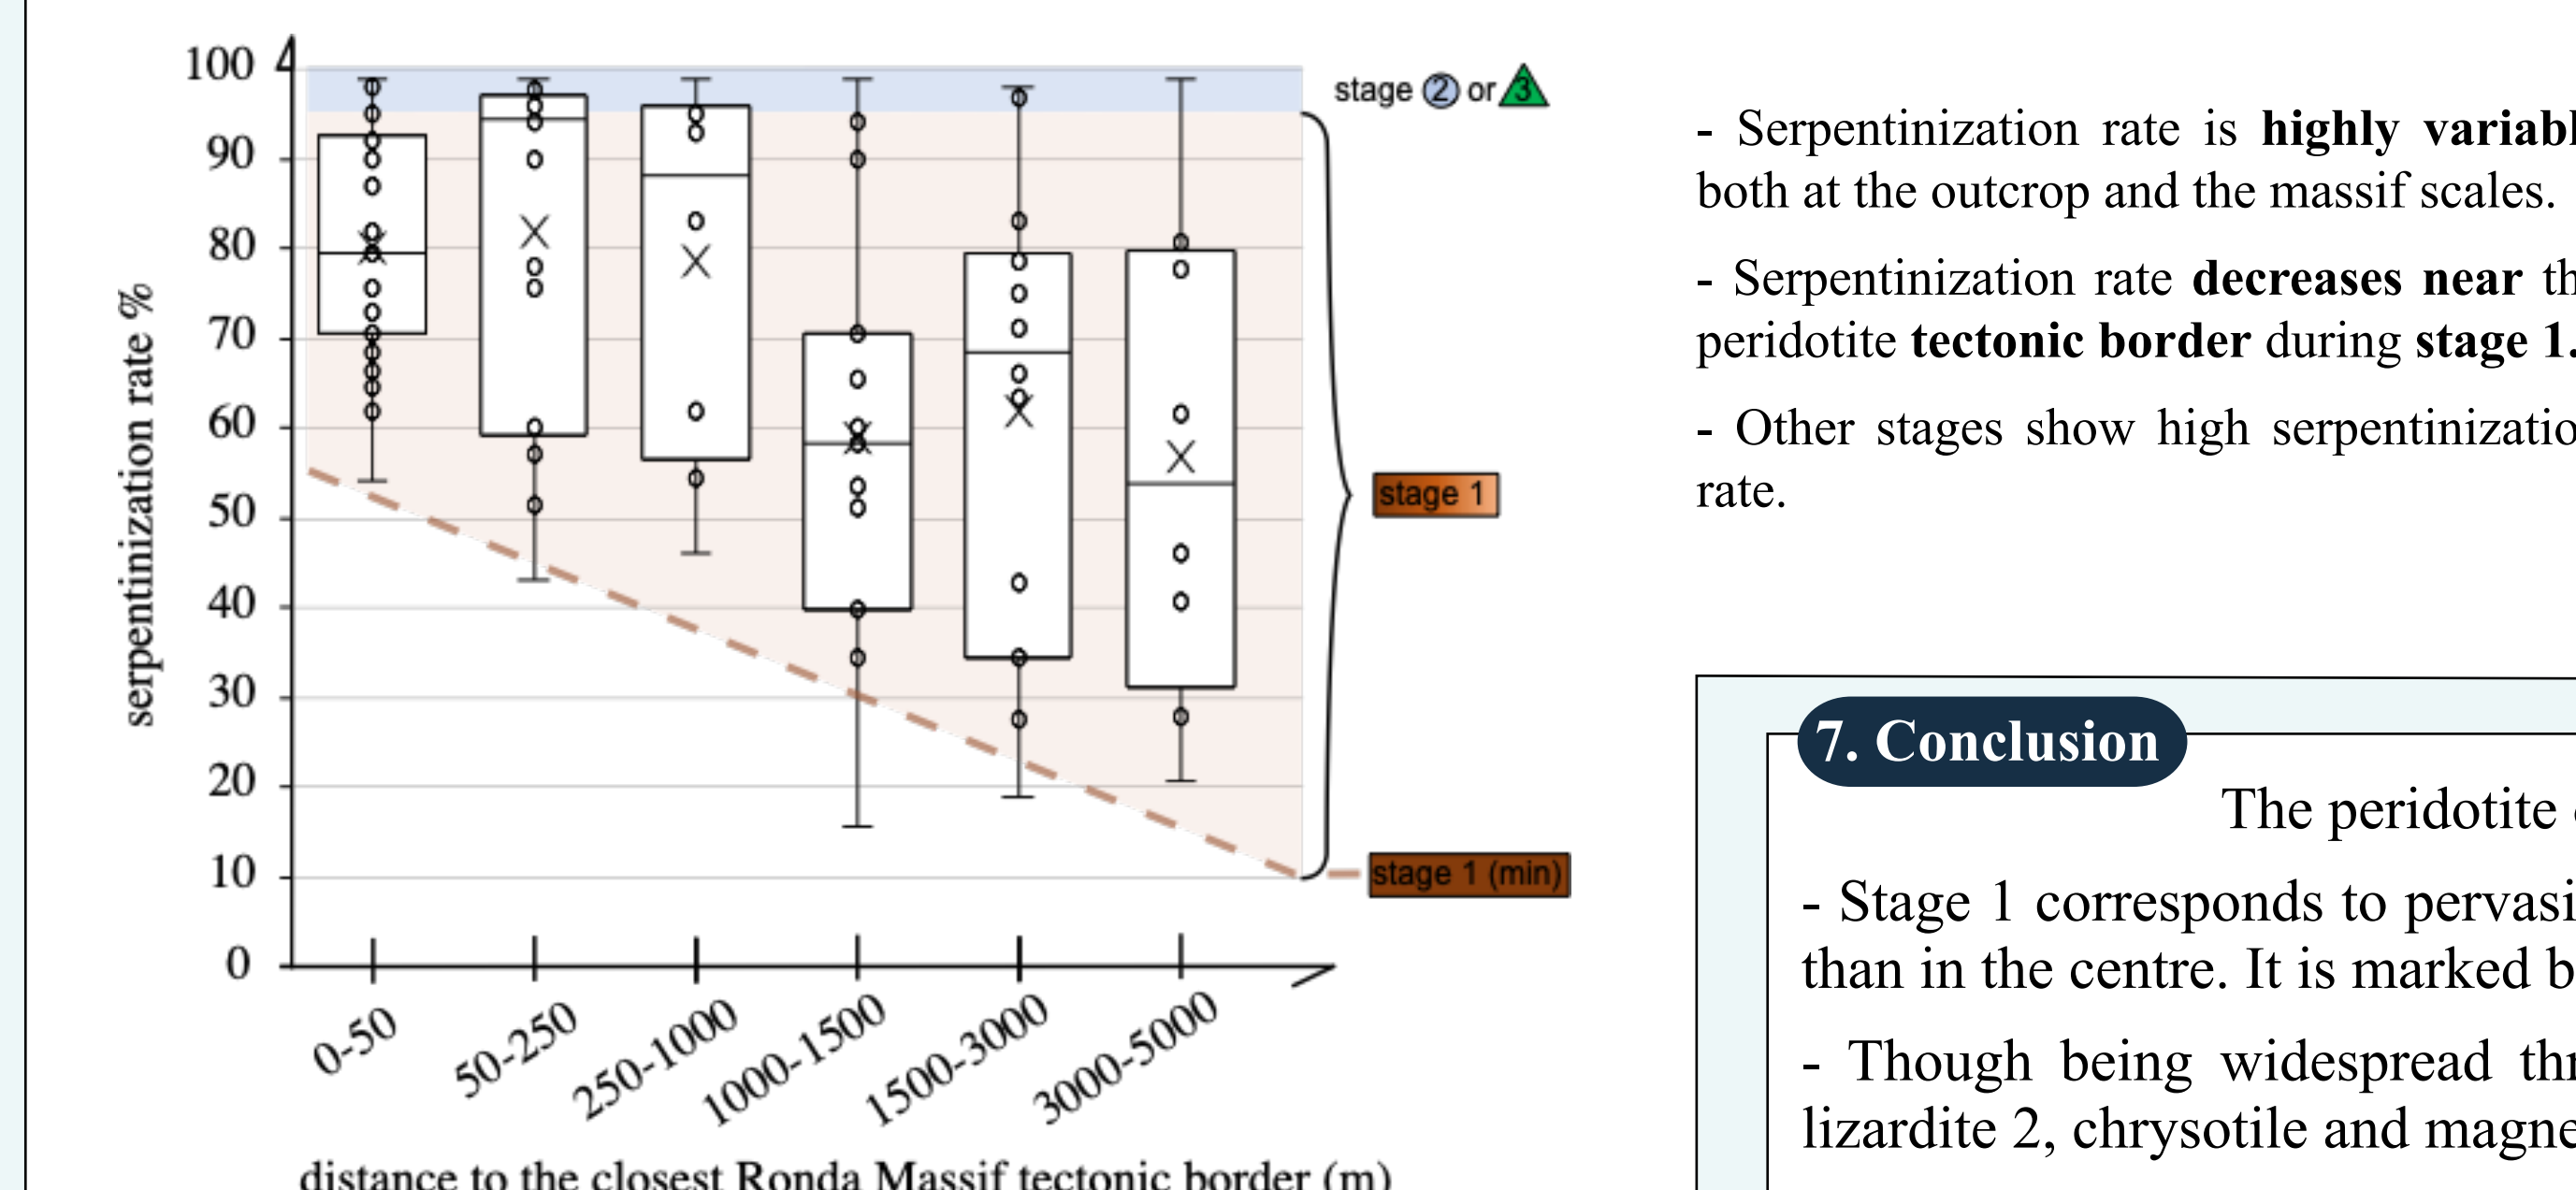 100
90
80
70
60
50
40
30
20
10
0
serpentinization rate %
0-50
50-250
250-1000
1000-1500
1500-3000
3000-5000
distance to the closest Ronda Massif tectonic border (m)
stage 2 or 3
stage 1
stage 1 (min)
- Serpentinization rate is highly variabl
both at the outcrop and the massif scales.
- Serpentinization rate decreases near th
peridotite tectonic border during stage 1.
- Other stages show high serpentinizatio
rate.
7. Conclusion
The peridotite
- Stage 1 corresponds to pervasi
than in the centre. It is marked b
- Though being widespread thr
lizardite 2, chrysotile and magne